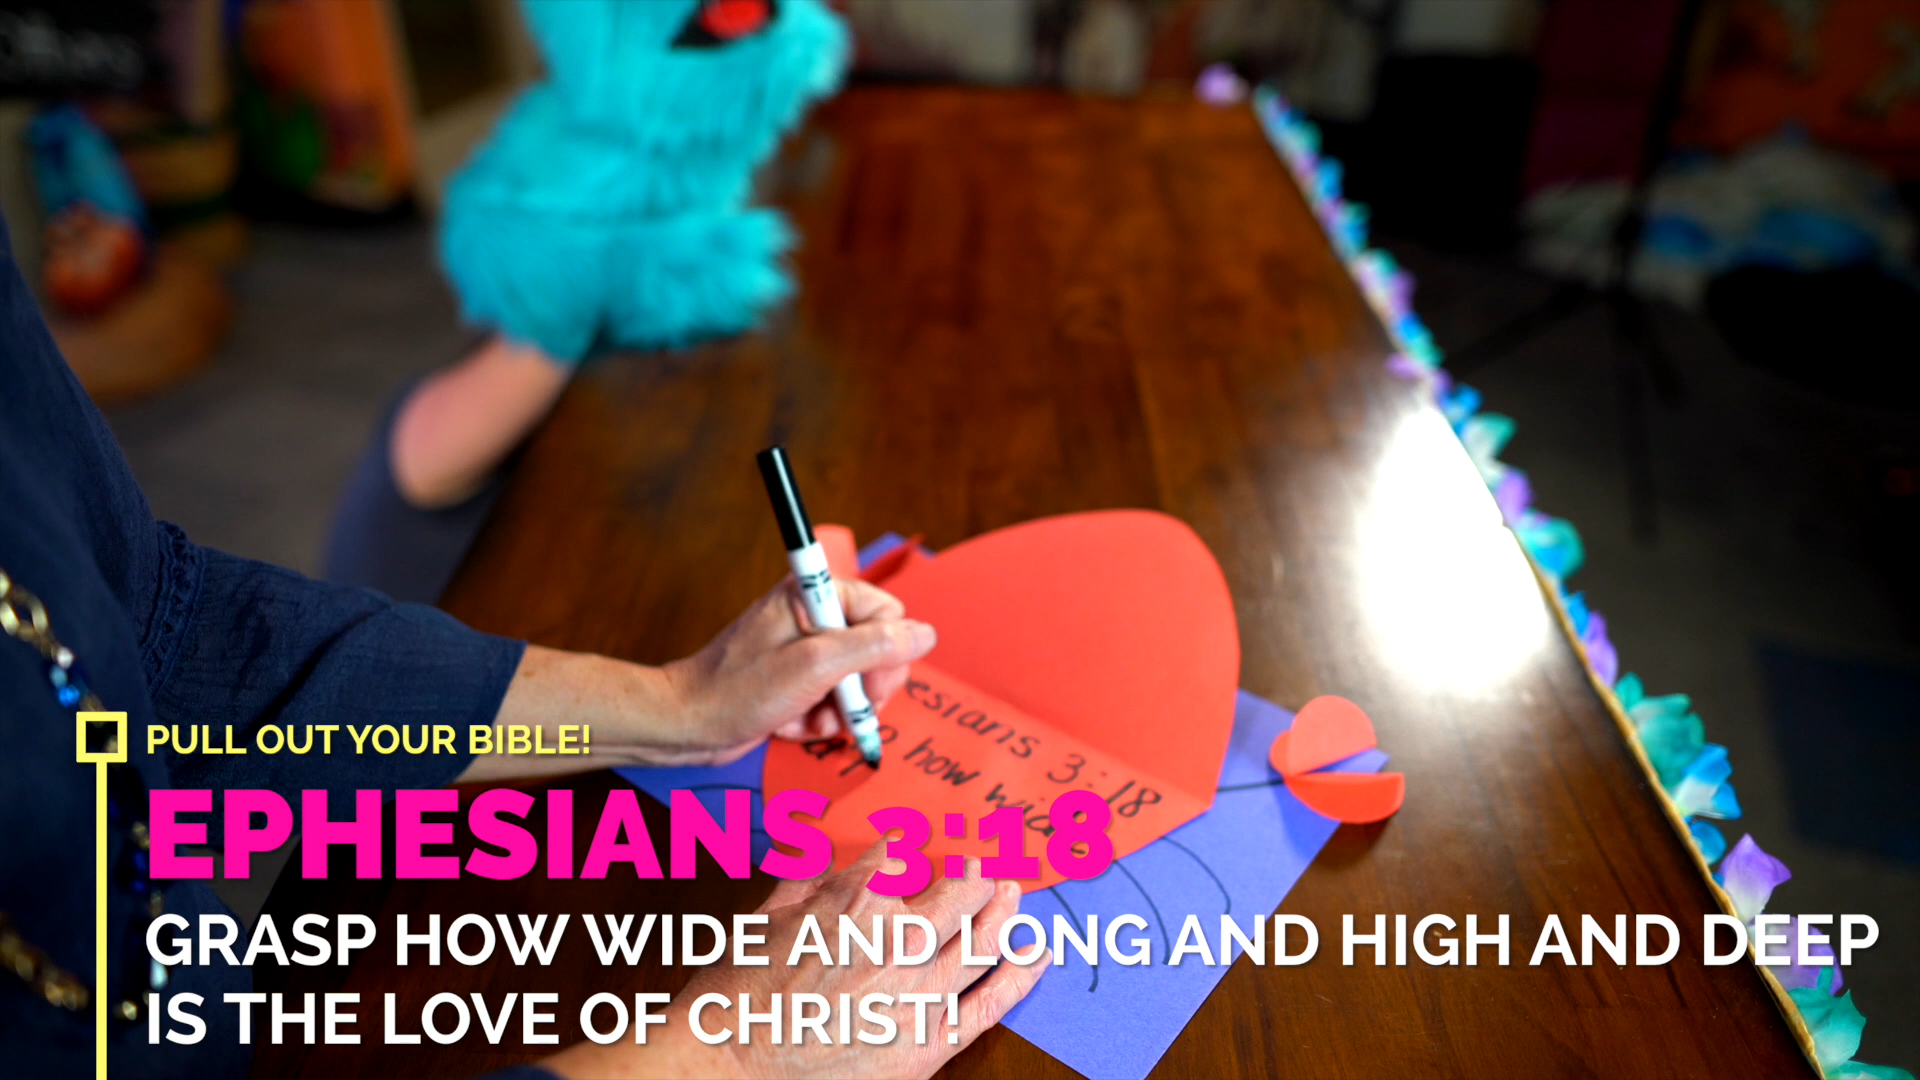 PULL OUT YOUR BIBLE!
EPHESIANS 3:18
GRASP HOW WIDE AND LONG AND HIGH AND DEEP
IS THE LOVE OF CHRIST!
esians 3:18
how